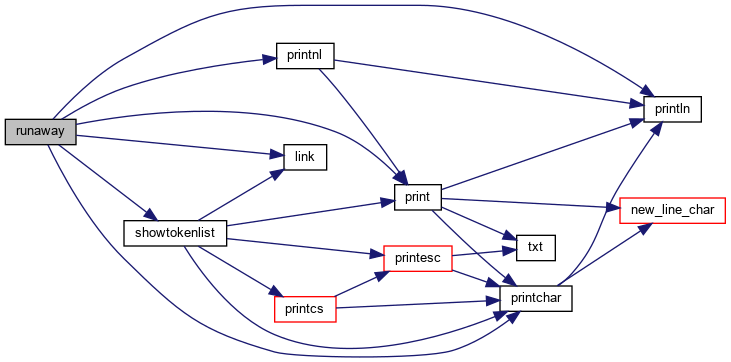 runaway
printnl
link
showtokenlist
printcs
print
printesc
println
new_line_char
txt
printchar